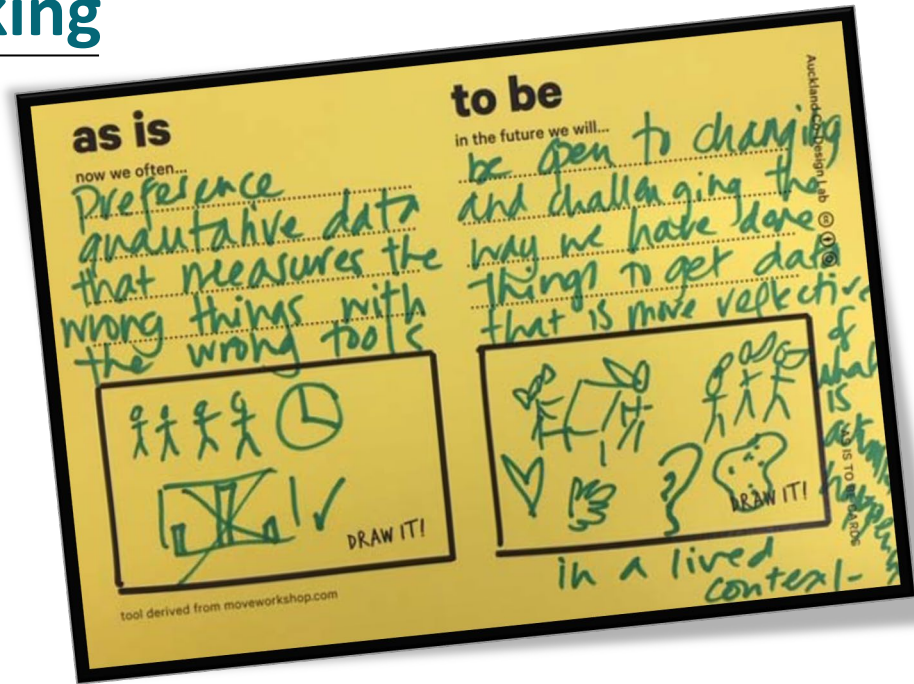 king
as is
now we often...
Preference
quautative data
that measures the
wrong things with
the wrong tools
DRAW IT!
tool derived from moveworkshop.com
to be
in the future we will...
be open to changing
and challenging the
way we have done
things to get data
that is more reflective
of
what
is
actually
happening
in a lived
context-
DRAW IT!
Auckland Co-Design Lab
AS IS TO BE CARDS